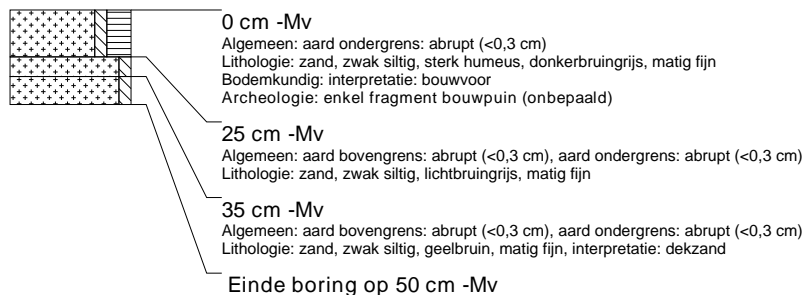 0 cm -Mv
Algemeen: aard ondergrens: abrupt (<0,3 cm)
Lithologie: zand, zwak siltig, sterk humeus, donkerbruingrijs, matig fijn
Bodemkundig: interpretatie: bouwvoor
Archeologie: enkel fragment bouwpuin (onbepaald)
25 cm -Mv
Algemeen: aard bovengrens: abrupt (<0,3 cm), aard ondergrens: abrupt (<0,3 cm)
Lithologie: zand, zwak siltig, lichtbruingrijs, matig fijn
35 cm -Mv
Algemeen: aard bovengrens: abrupt (<0,3 cm), aard ondergrens: abrupt (<0,3 cm)
Lithologie: zand, zwak siltig, geelbruin, matig fijn, interpretatie: dekzand
Einde boring op 50 cm -Mv